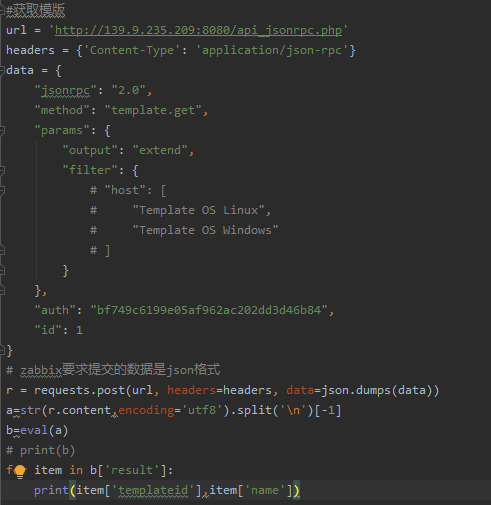 #获取模版
url = 'http://139.9.235.209:8080/api_jsonrpc.php'
headers = {'Content-Type': 'application/json-rpc'}
data = {
    "jsonrpc": "2.0",
    "method": "template.get",
    "params": {
        "output": "extend",
        "filter": {
            # "host": [
            #     "Template OS Linux",
            #     "Template OS Windows"
            # ]
        }
    },
    "auth": "bf749c6199e05af962ac202dd3d46b84",
    "id": 1
}
# zabbix要求提交的数据是json格式
r = requests.post(url, headers=headers, data=json.dumps(data))
a=str(r.content,encoding='utf8').split('\n')[-1]
b=eval(a)
# print(b)
f item in b['result']:
    print(item['templateid'],item['name'])